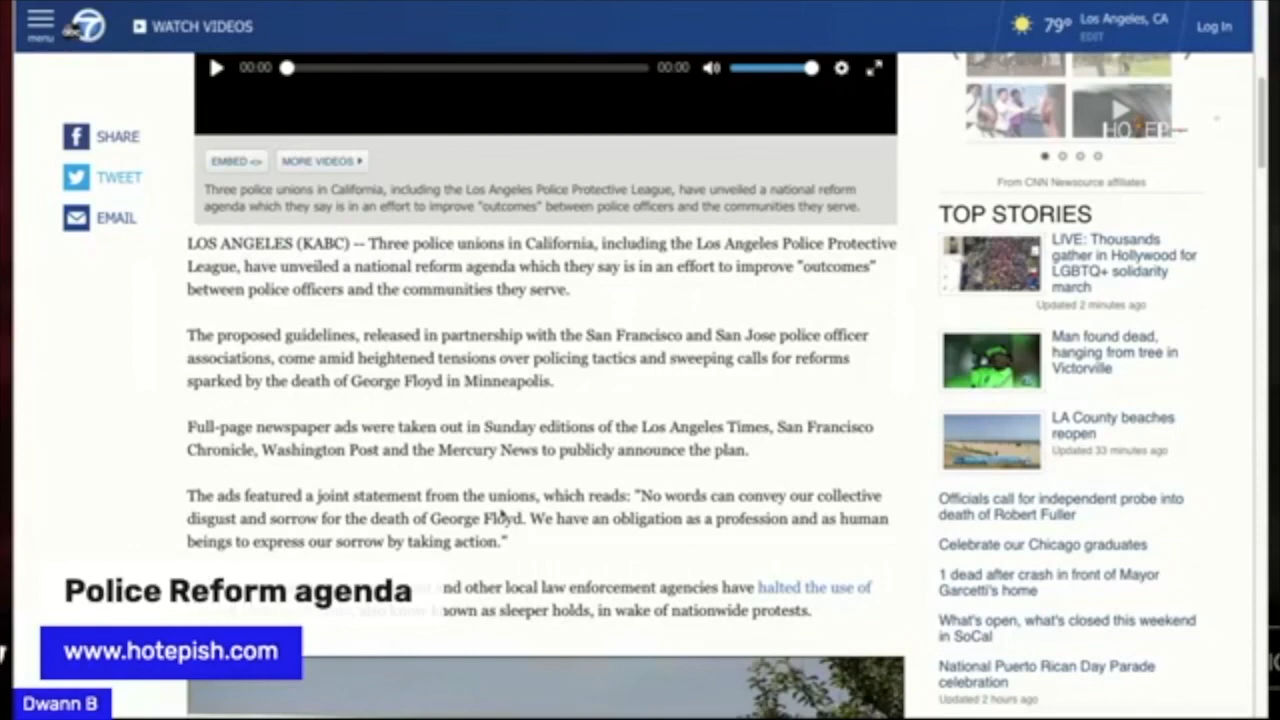 menu
abc 7
WATCH VIDEOS
79°
Los Angeles, CA
EDIT
Log In
00:00
00:00
SHARE
TWEET
EMAIL
EMBED <>
MORE VIDEOS
Three police unions in California, including the Los Angeles Police Protective League, have unveiled a national reform
agenda which they say is in an effort to improve "outcomes" between police officers and the communities they serve.
LOS ANGELES (KABC) -- Three police unions in California, including the Los Angeles Police Protective
League, have unveiled a national reform agenda which they say is in an effort to improve "outcomes"
between police officers and the communities they serve.
The proposed guidelines, released in partnership with the San Francisco and San Jose police officer
associations, come amid heightened tensions over policing tactics and sweeping calls for reforms
sparked by the death of George Floyd in Minneapolis.
Full-page newspaper ads were taken out in Sunday editions of the Los Angeles Times, San Francisco
Chronicle, Washington Post and the Mercury News to publicly announce the plan.
The ads featured a joint statement from the unions, which reads: "No words can convey our collective
disgust and sorrow for the death of George Floyd. We have an obligation as a profession and as human
beings to express our sorrow by taking action."
nd other local law enforcement agencies have halted the use of
nown as sleeper holds, in wake of nationwide protests.
HOTEP
From CNN Newsource affiliates
TOP STORIES
LIVE: Thousands
gather in Hollywood for
LGBTQ+ solidarity
march
Updated 2 minutes ago
Man found dead,
hanging from tree in
Victorville
LA County beaches
reopen
Updated 33 minutes ago
Officials call for independent probe into
death of Robert Fuller
Celebrate our Chicago graduates
1 dead after crash in front of Mayor
Garcetti's home
What's open, what's closed this weekend
in SoCal
National Puerto Rican Day Parade
celebration
Updated 2 hours ago
Police Reform agenda
www.hotepish.com
Dwann B